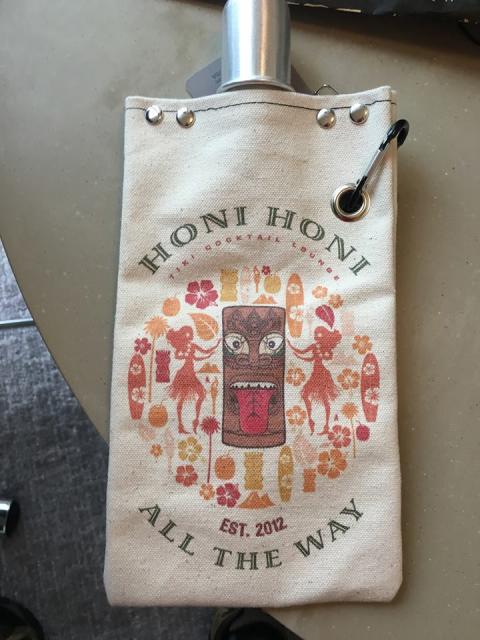 HONI HONI
TIKI COCKTAIL LOUNGE
EST. 2012
ALL THE WAY